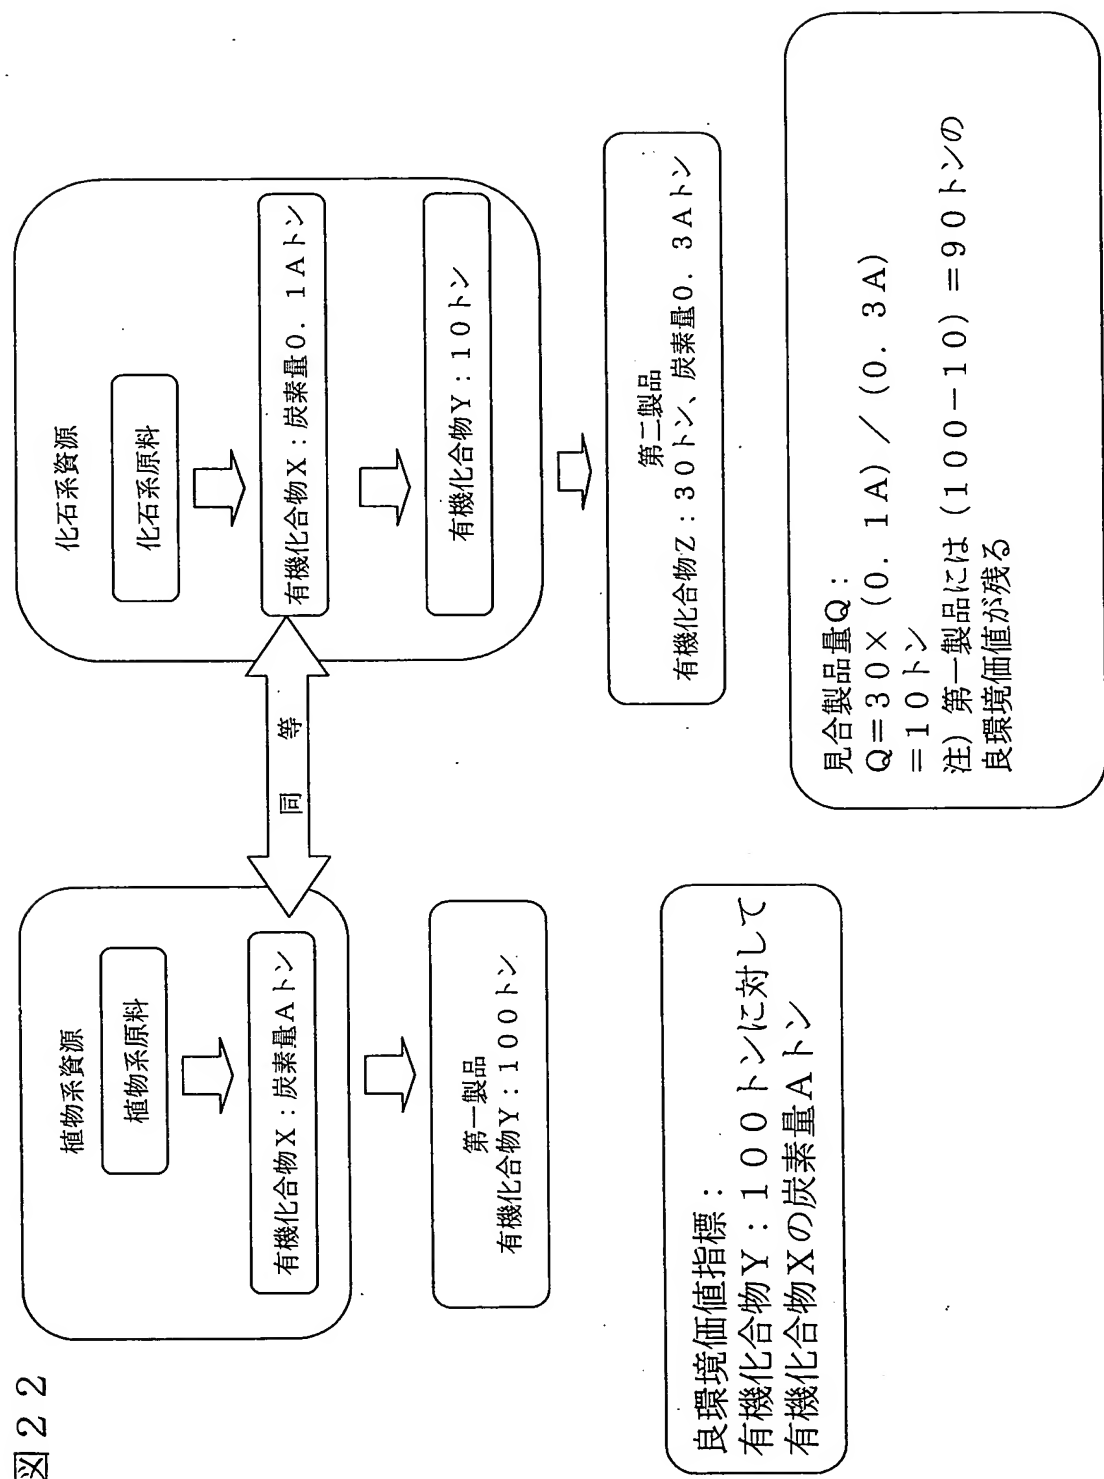 図２２
植物系資源
植物系原料
有機化合物Ｘ：炭素量Ａトン
第一製品
有機化合物Ｙ：１００トン
同 等
化石系資源
化石系原料
有機化合物Ｘ：炭素量０．１Ａトン
有機化合物Ｙ：１０トン
第二製品
有機化合物Ｚ：３０トン、炭素量０．３Ａトン
良環境価値指標：
有機化合物Ｙ：１００トンに対して
有機化合物Ｘの炭素量Ａトン
見合製品量Ｑ：
Ｑ＝３０×（０．１Ａ）／（０．３Ａ）
＝１０トン
注）第一製品には（１００－１０）＝９０トンの
良環境価値が残る